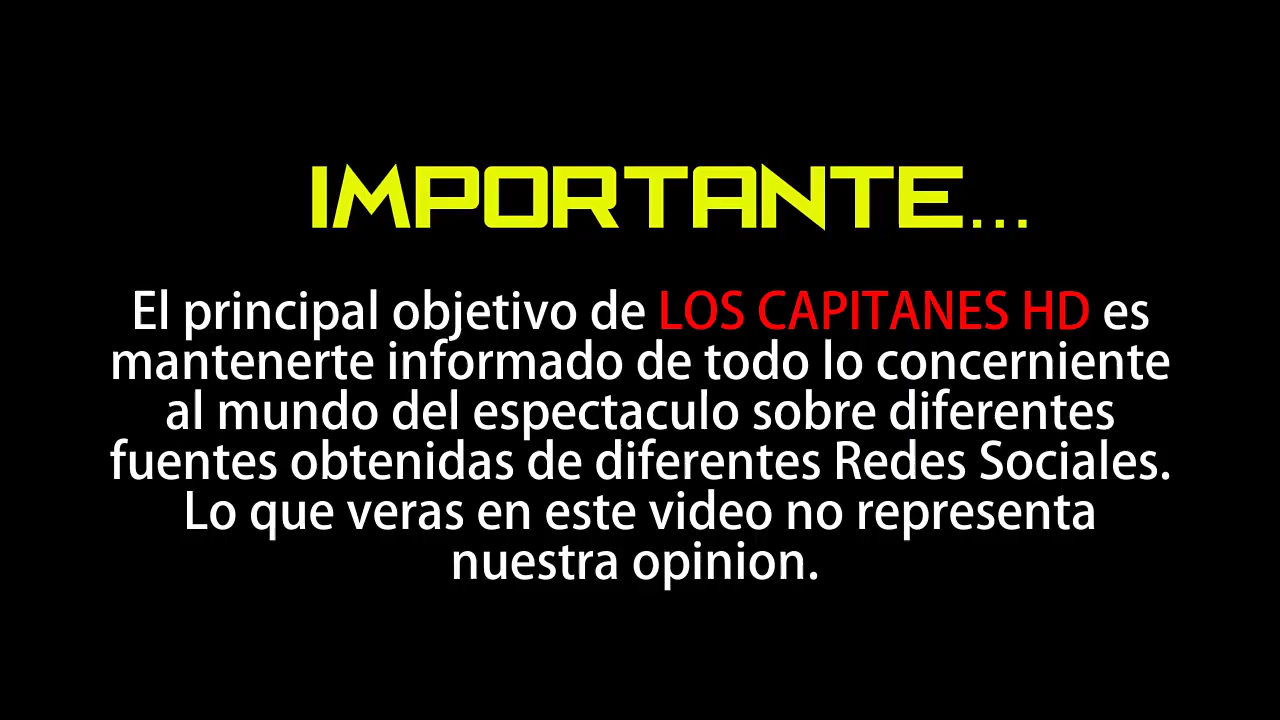 IMPORTANTE...
El principal objetivo de LOS CAPITANES HD es
mantenerte informado de todo lo concerniente
al mundo del espectaculo sobre diferentes
fuentes obtenidas de diferentes Redes Sociales.
Lo que veras en este video no representa
nuestra opinion.